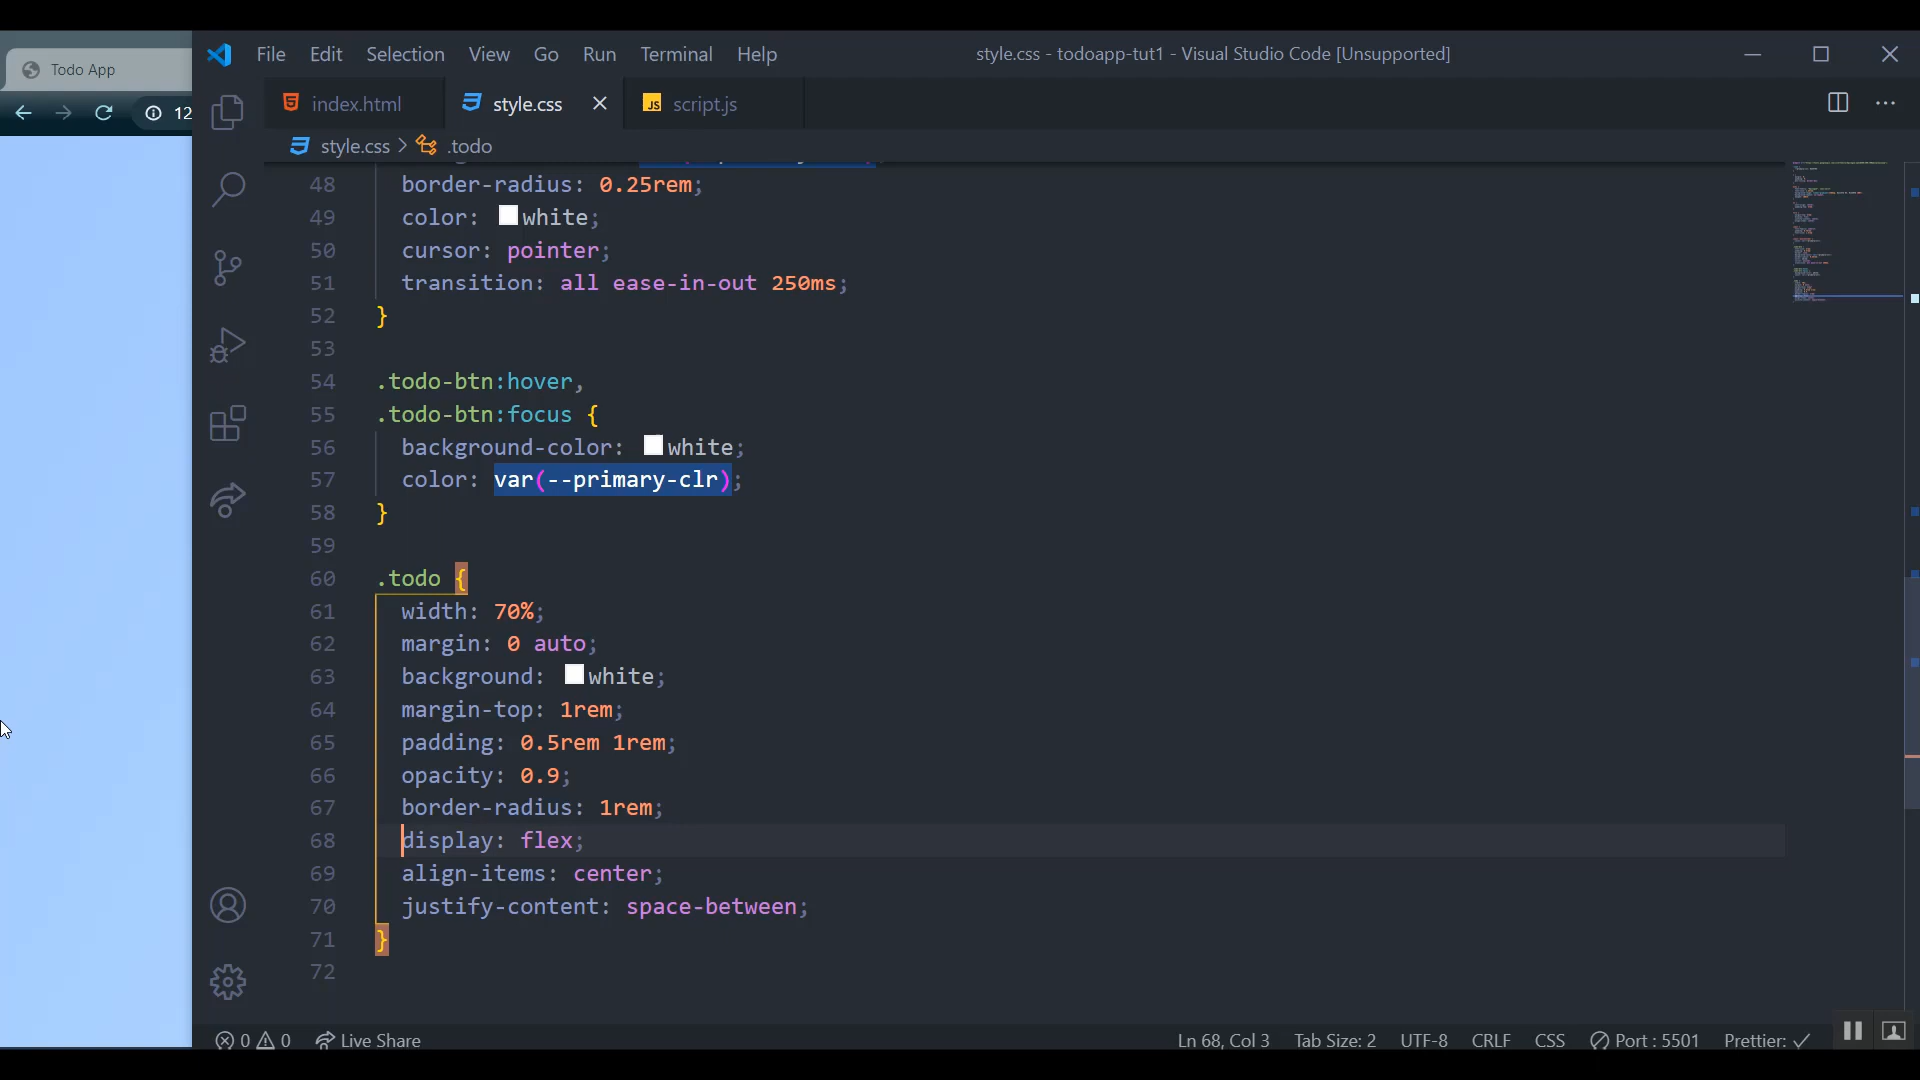 Todo App
File Edit Selection View Go Run Terminal Help
style.css - todoapp-tut1 - Visual Studio Code [Unsupported]
index.html
style.css
JS script.js
12
style.css > .todo
48 border-radius: 0.25rem;
49 color: white;
50 cursor: pointer;
51 transition: all ease-in-out 250ms;
52 }
53
54 .todo-btn:hover,
55 .todo-btn:focus {
56 background-color: white;
57 color: var(--primary-clr);
58 }
59
60 .todo {
61 width: 70%;
62 margin: 0 auto;
63 background: white;
64 margin-top: 1rem;
65 padding: 0.5rem 1rem;
66 opacity: 0.9;
67 border-radius: 1rem;
68 display: flex;
69 align-items: center;
70 justify-content: space-between;
71 }
72
0 0 Live Share
Ln 68, Col 3 Tab Size: 2 UTF-8 CRLF CSS Port : 5501 Prettier: ✓